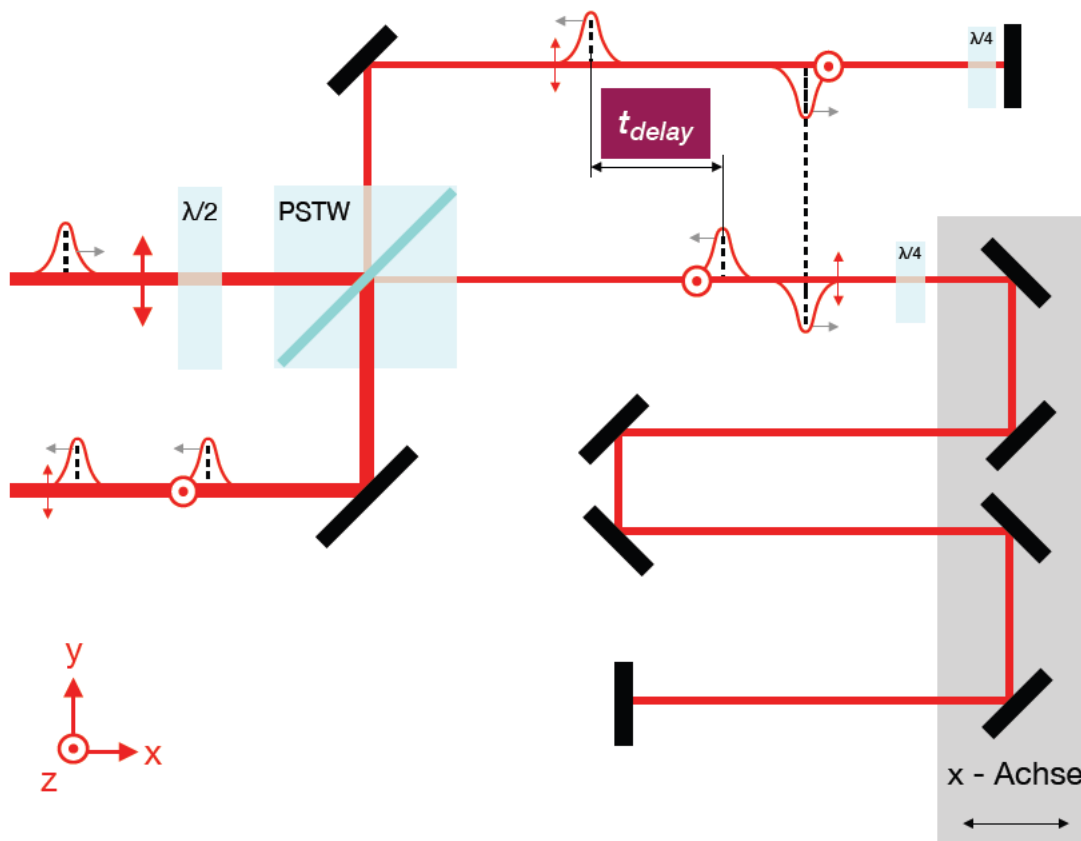 λ/4
t_delay
λ/2
PSTW
λ/4
y
x
z
x - Achse